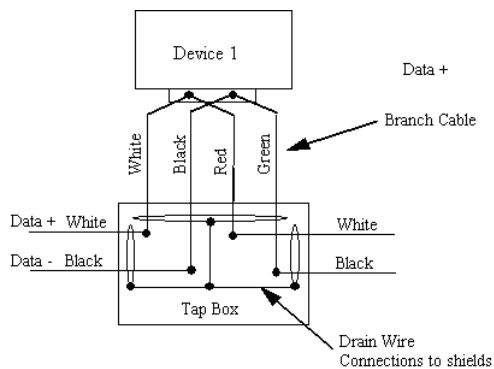 Device 1
Data +
Branch Cable
White
Black
Red
Green
Data + White
White
Data - Black
Black
Tap Box
Drain Wire
Connections to shields